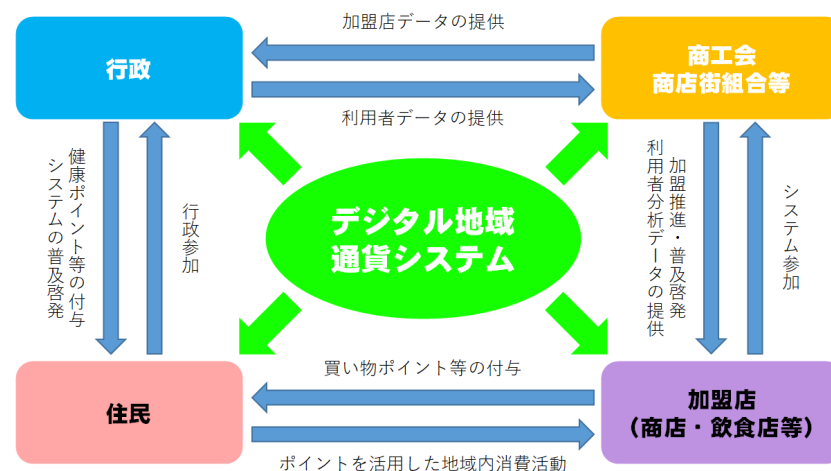 加盟店データの提供
行政
商工会
商店街組合等
利用者データの提供
健康ポイント等の付与
システムの普及啓発
行政参加
デジタル地域
通貨システム
加盟推進・普及啓発
利用者分析データの提供
システム参加
買い物ポイント等の付与
住民
加盟店
（商店・飲食店等）
ポイントを活用した地域内消費活動